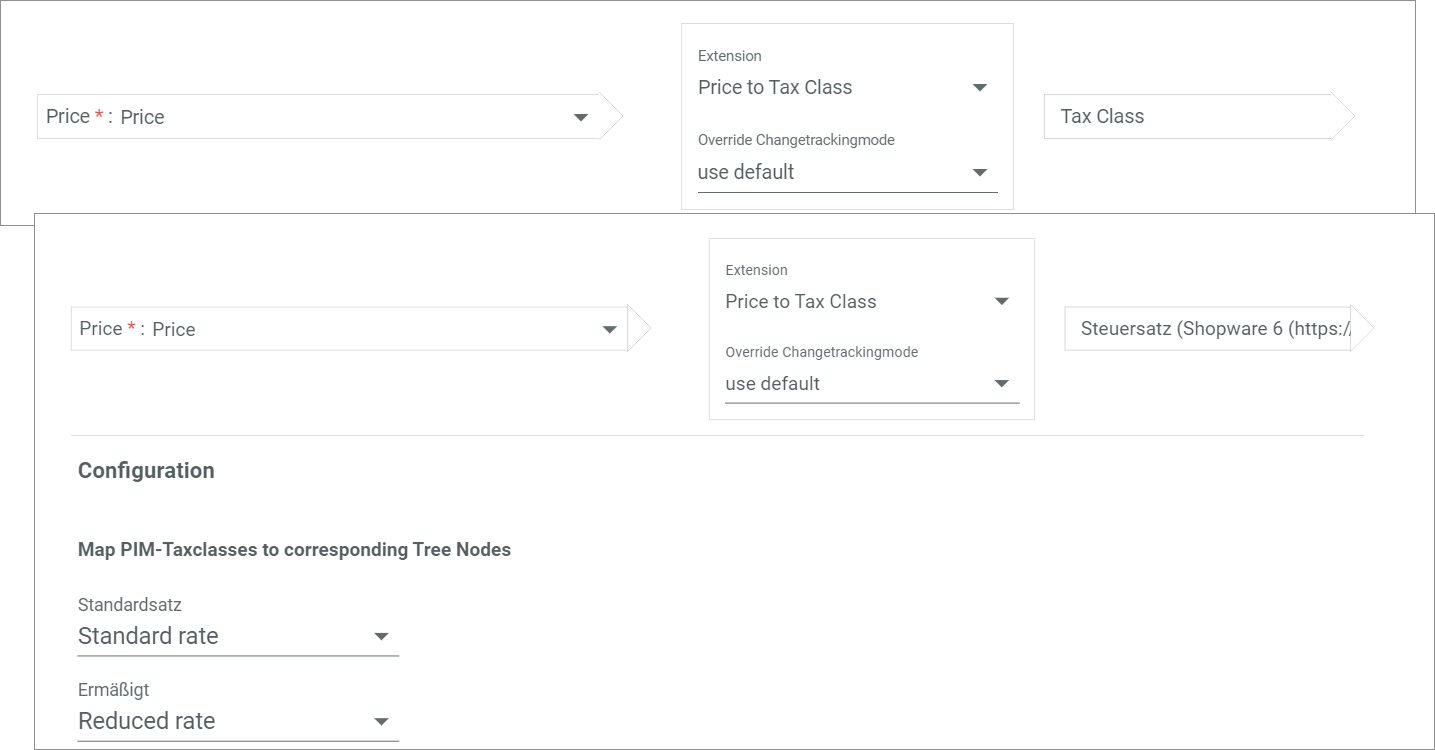 Extension
Price to Tax Class
Price * : Price
Tax Class
Override Changetrackingmode
use default
Extension
Price to Tax Class
Price * : Price
Steuersatz (Shopware 6 (https:/
Override Changetrackingmode
use default
Configuration
Map PIM-Taxclasses to corresponding Tree Nodes
Standardsatz
Standard rate
Ermäßigt
Reduced rate